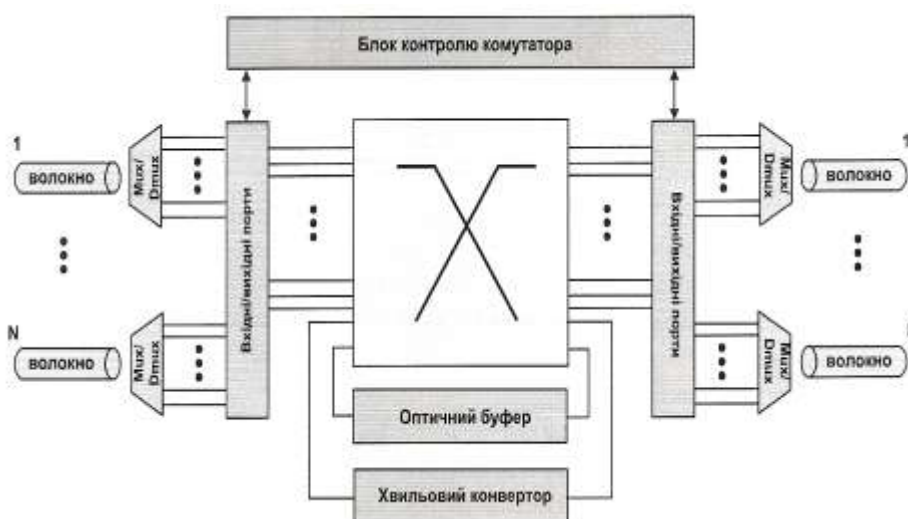 Блок контролю комутатора
1
волокно
Mux/
Dmux
Вхідні/вихідні порти
Вхідні/вихідні порти
Mux/
Dmux
1
волокно
N
волокно
Mux/
Dmux
Mux/
Dmux
волокно
Оптичний буфер
Хвильовий конвертор